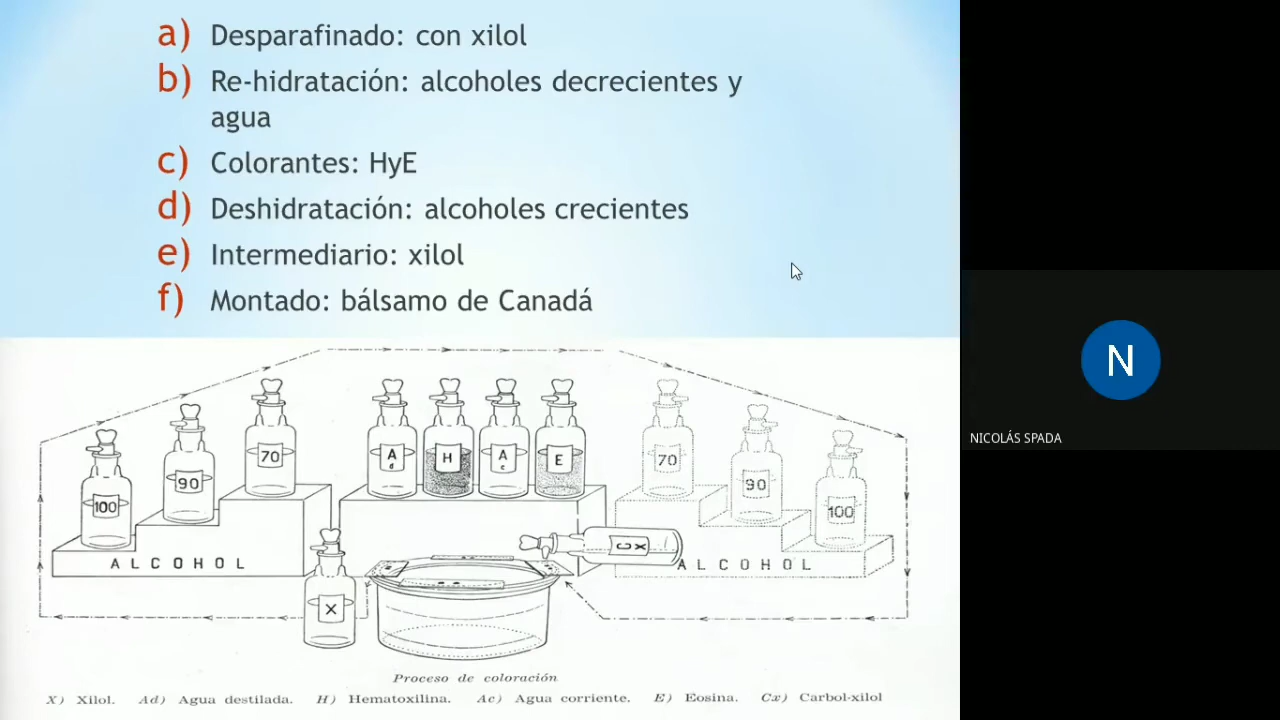 a) Desparafinado: con xilol
b) Re-hidratación: alcoholes decrecientes y
agua
c) Colorantes: HyE
d) Deshidratación: alcoholes crecientes
e) Intermediario: xilol
f) Montado: bálsamo de Canadá
100
90
70
A d
H
A c
E
70
90
100
ALCOHOL
X
C X
ALCOHOL
Proceso de coloración
X) Xilol. Ad) Agua destilada. H) Hematoxilina. Ac) Agua corriente. E) Eosina. Cx) Carbol-xilol
N
NICOLÁS SPADA